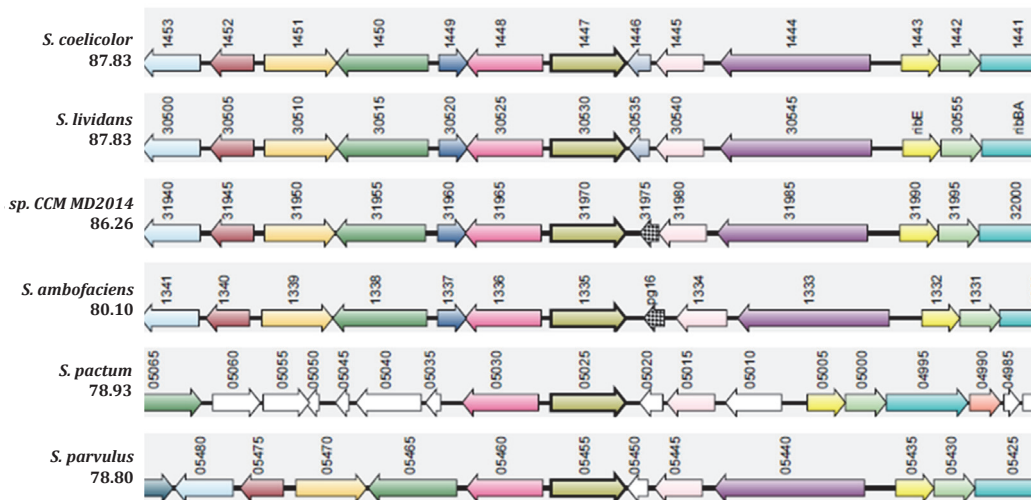 1453 1452 1451 1450 1449 1448 1447 1446 1445 1444 1443 1442 1441
S. coelicolor
87.83
30500 30505 30510 30515 30520 30525 30530 30535 30540 30545 ribE 30555 ribBA
S. lividans
87.83
31940 31945 31950 31955 31960 31965 31970 31975 31980 31985 31990 31995 32000
sp. CCM MD2014
86.26
1341 1340 1339 1338 1337 1336 1335 pg16 1334 1333 1332 1331
S. ambofaciens
80.10
05065 05060 05055 05050 05045 05040 05035 05030 05025 05020 05015 05010 05005 05000 04995 04990 04985
S. pactum
78.93
05480 05475 05470 05465 05460 05455 05450 05445 05440 05435 05430 05425
S. parvulus
78.80